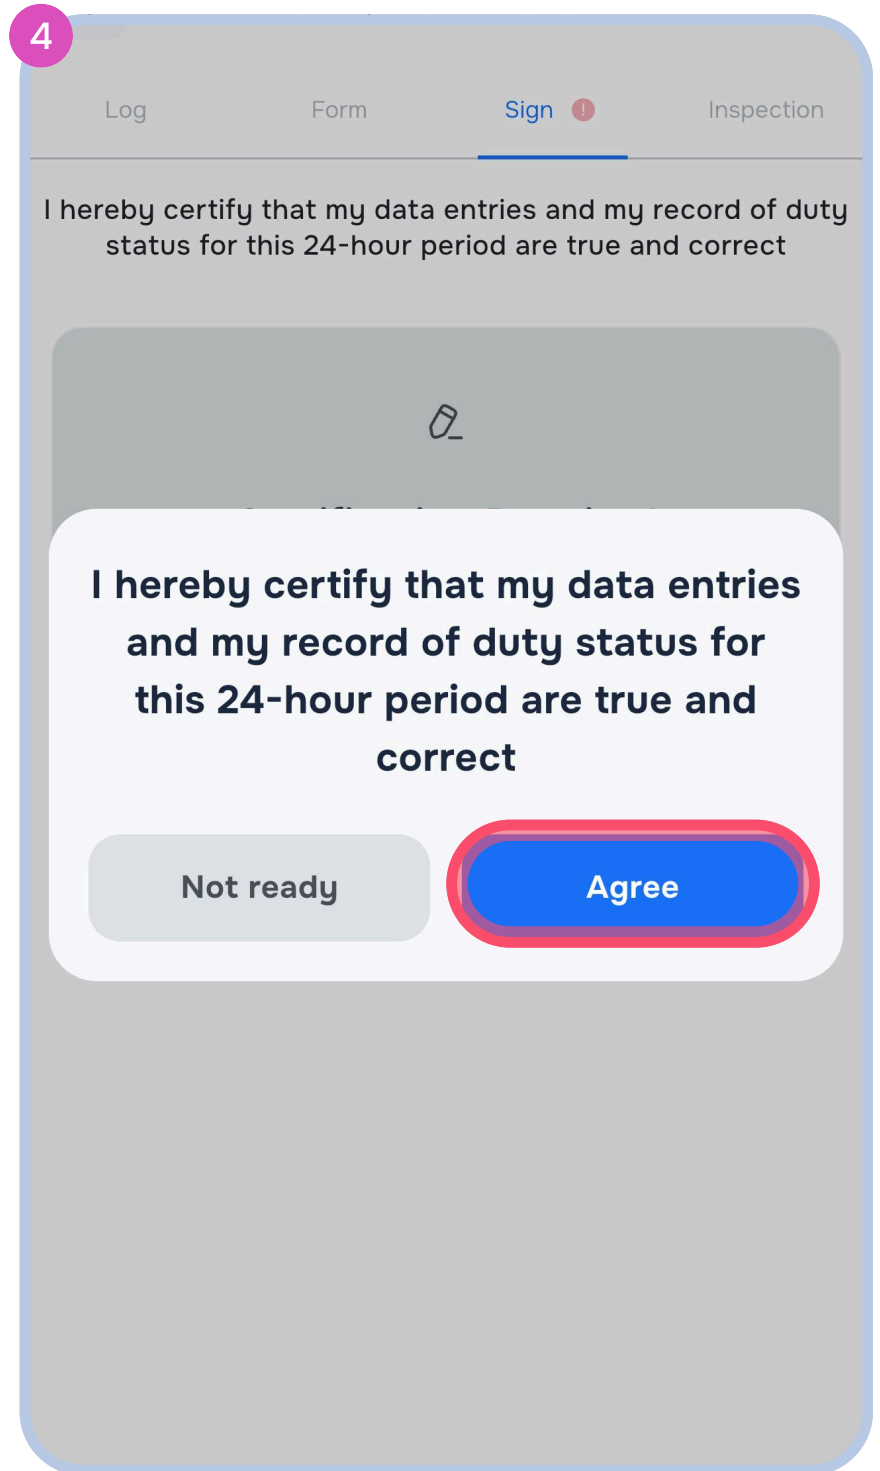 4
Log Form Sign ! Inspection
I hereby certify that my data entries and my record of duty
status for this 24-hour period are true and correct
I hereby certify that my data entries
and my record of duty status for
this 24-hour period are true and
correct
Not ready Agree